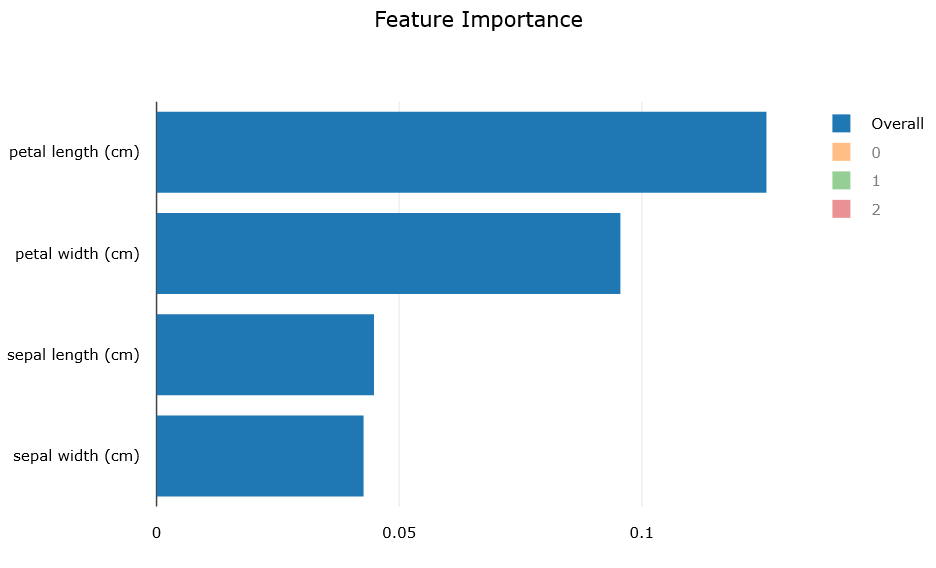 Feature Importance
petal length (cm)
petal width (cm)
sepal length (cm)
sepal width (cm)
0
0.05
0.1
Overall
0
1
2